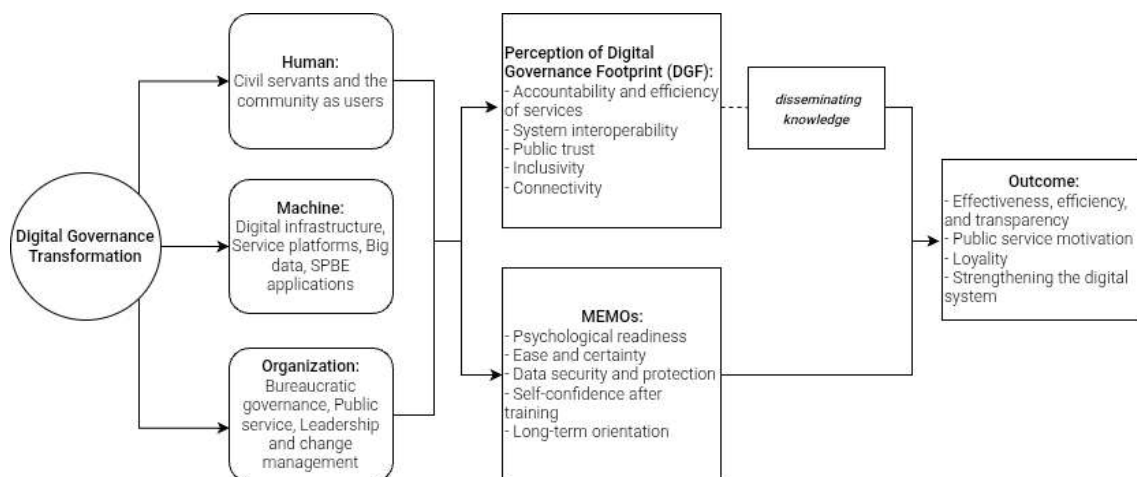 Digital Governance
Transformation
Human:
Civil servants and the
community as users
Machine:
Digital infrastructure,
Service platforms, Big
data, SPBE
applications
Organization:
Bureaucratic
governance, Public
service, Leadership
and change
management
Perception of Digital
Governance Footprint (DGF):
- Accountability and efficiency
of services
- System interoperability
- Public trust
- Inclusivity
- Connectivity
MEMOs:
- Psychological readiness
- Ease and certainty
- Data security and protection
- Self-confidence after
training
- Long-term orientation
disseminating
knowledge
Outcome:
- Effectiveness, efficiency,
and transparency
- Public service motivation
- Loyality
- Strengthening the digital
system